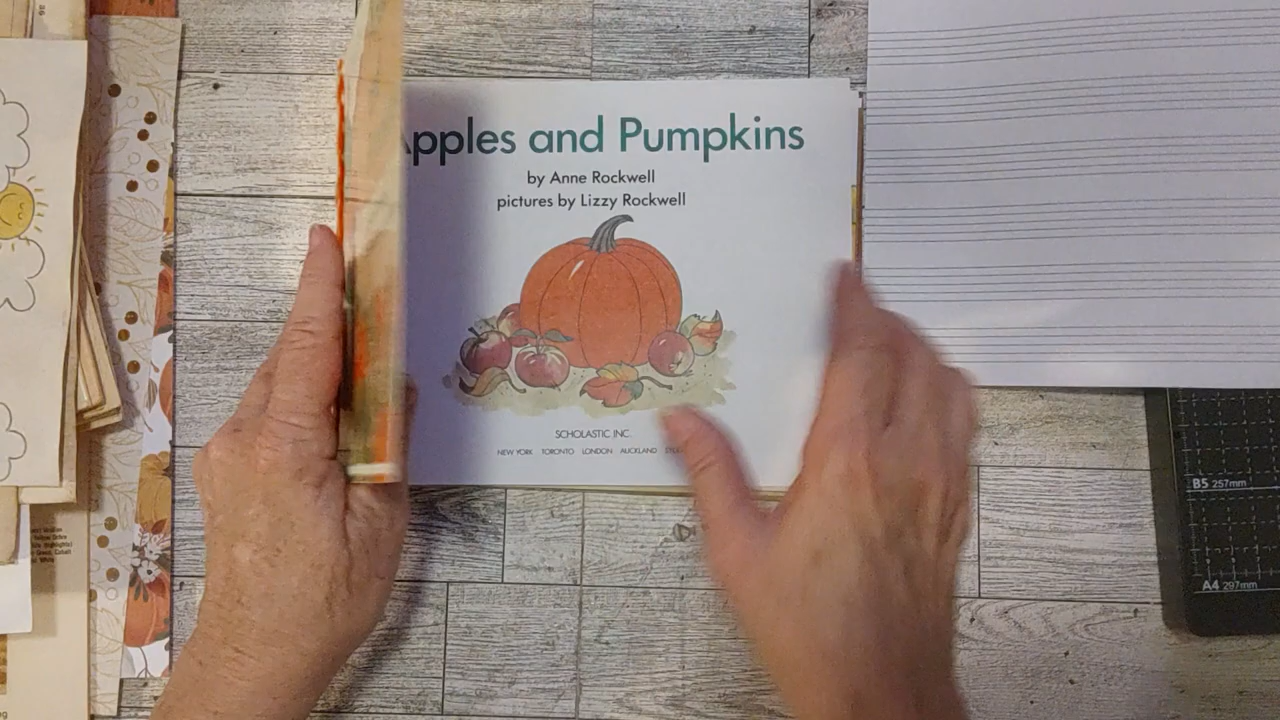 Apples and Pumpkins
by Anne Rockwell
pictures by Lizzy Rockwell
SCHOLASTIC INC.
NEW YORK TORONTO LONDON AUCKLAND
B5 257mm
A4 297mm